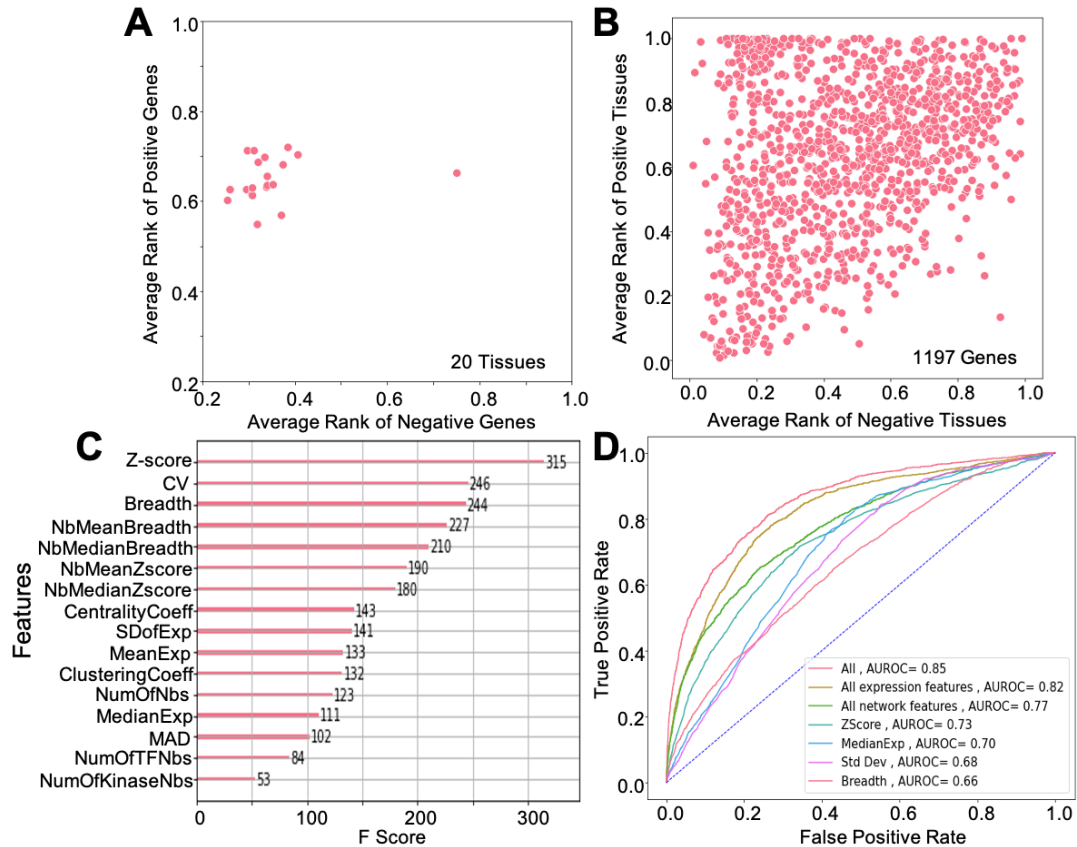 A
1.0
0.8
0.6
0.4
0.2
0.2 0.4 0.6 0.8 1.0
Average Rank of Positive Genes
20 Tissues
Average Rank of Negative Genes
B
1.0
0.8
0.6
0.4
0.2
0.0
0.0 0.2 0.4 0.6 0.8 1.0
Average Rank of Positive Tissues
1197 Genes
Average Rank of Negative Tissues
C
Features
Z-score 315
CV 246
Breadth 244
NbMeanBreadth 227
NbMedianBreadth 210
NbMeanZscore 190
NbMedianZscore 180
CentralityCoeff 143
SDofExp 141
MeanExp 133
ClusteringCoeff 132
NumOfNbs 123
MedianExp 111
MAD 102
NumOfTFNbs 84
NumOfKinaseNbs 53
0 100 200 300
F Score
D
1.0
0.8
0.6
0.4
0.2
0.0
True Positive Rate
All , AUROC= 0.85
All expression features , AUROC= 0.82
All network features , AUROC= 0.77
ZScore , AUROC= 0.73
MedianExp , AUROC= 0.70
Std Dev , AUROC= 0.68
Breadth , AUROC= 0.66
0.0 0.2 0.4 0.6 0.8 1.0
False Positive Rate